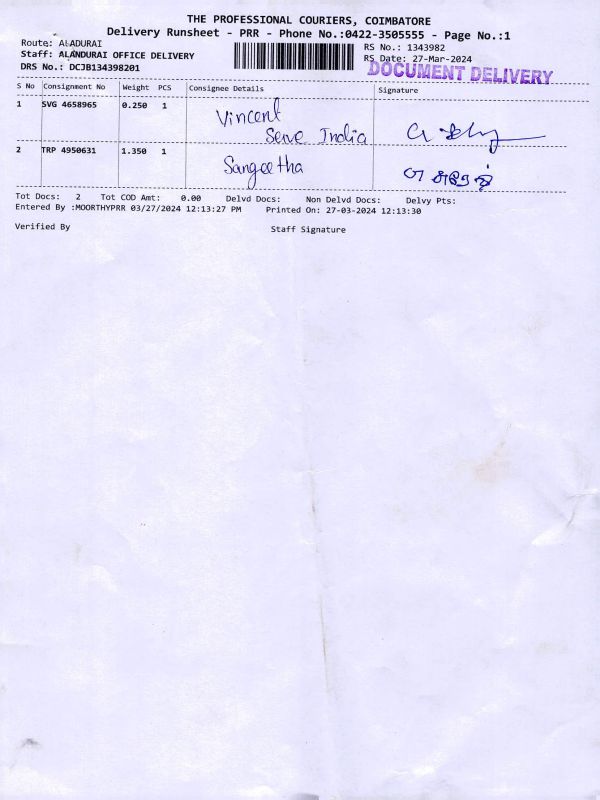 THE PROFESSIONAL COURIERS, COIMBATORE
Delivery Runsheet - PRR - Phone No.:0422-3505555 - Page No.:1
Route: ALADURAI
Staff: ALANDURAI OFFICE DELIVERY
DRS No.: DCJB134398201
RS No.: 1343982
RS Date: 27-Mar-2024
DOCUMENT DELIVERY
S No Consignment No Weight PCS Consignee Details Signature
1 SVG 4658965 0.250 1 Vincent
Serve India
2 TRP 4950631 1.350 1 Sangeetha
Tot Docs: 2 Tot COD Amt: 0.00 Delvd Docs: Non Delvd Docs: Delvy Pts:
Entered By :MOORTHYPRR 03/27/2024 12:13:27 PM Printed On: 27-03-2024 12:13:30
Verified By Staff Signature